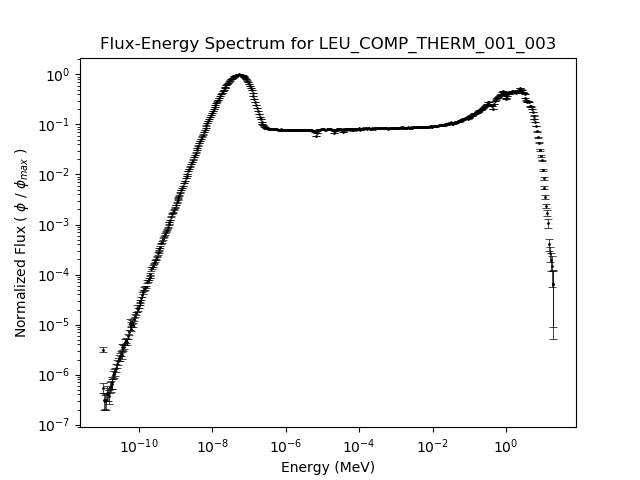 Flux-Energy Spectrum for LEU_COMP_THERM_001_003
Normalized Flux ( ϕ / ϕ_max )
10^0
10^-1
10^-2
10^-3
10^-4
10^-5
10^-6
10^-7
10^-10 10^-8 10^-6 10^-4 10^-2 10^0
Energy (MeV)